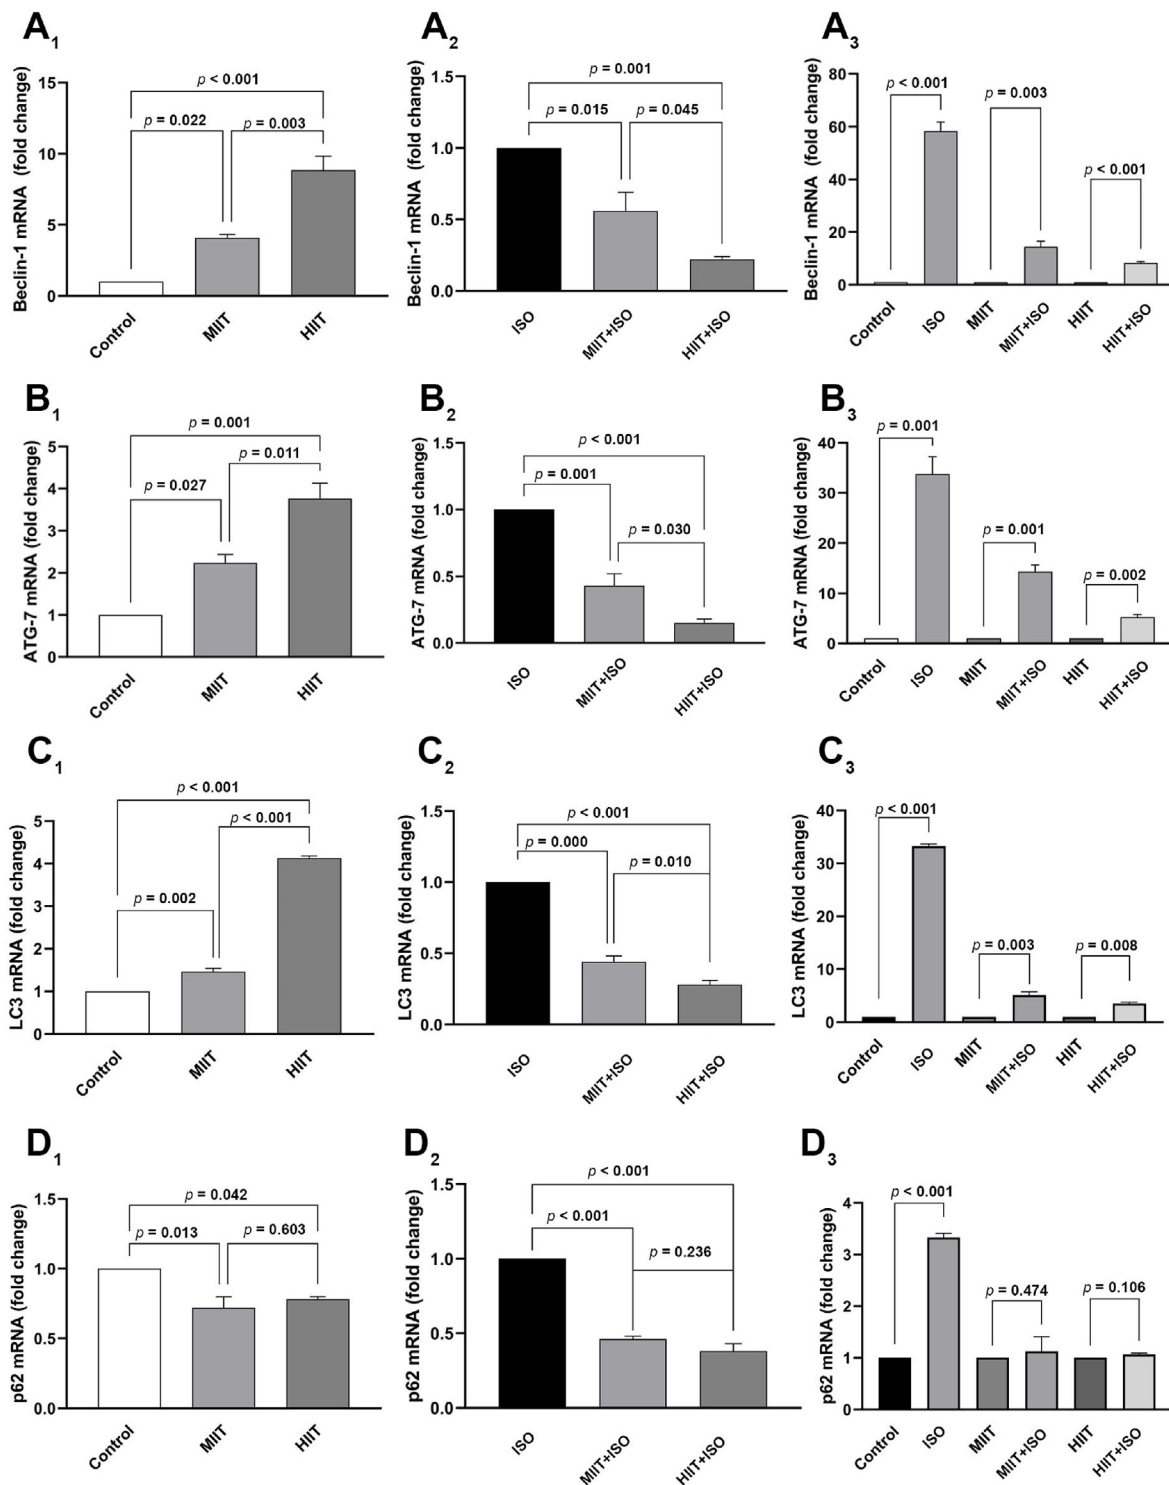 A1
Beclin-1 mRNA (fold change)
15
10
5
0
p < 0.001
p = 0.022
p = 0.003
Control
MIIT
HIIT
A2
Beclin-1 mRNA (fold change)
1.5
1.0
0.5
0.0
p = 0.001
p = 0.015
p = 0.045
ISO
MIIT+ISO
HIIT+ISO
A3
Beclin-1 mRNA (fold change)
80
60
40
20
0
p < 0.001
p = 0.003
p < 0.001
Control
ISO
MIIT
MIIT+ISO
HIIT
HIIT+ISO
B1
ATG-7 mRNA (fold change)
5
4
3
2
1
0
p = 0.001
p = 0.011
p = 0.027
Control
MIIT
HIIT
B2
ATG-7 mRNA (fold change)
1.5
1.0
0.5
0.0
p < 0.001
p = 0.001
p = 0.030
ISO
MIIT+ISO
HIIT+ISO
B3
ATG-7 mRNA (fold change)
40
30
20
10
0
p = 0.001
p = 0.001
p = 0.002
Control
ISO
MIIT
MIIT+ISO
HIIT
HIIT+ISO
C1
LC3 mRNA (fold change)
5
4
3
2
1
0
p < 0.001
p < 0.001
p = 0.002
Control
MIIT
HIIT
C2
LC3 mRNA (fold change)
1.5
1.0
0.5
0.0
p < 0.001
p = 0.000
p = 0.010
ISO
MIIT+ISO
HIIT+ISO
C3
LC3 mRNA (fold change)
40
30
20
10
0
p < 0.001
p = 0.003
p = 0.008
Control
ISO
MIIT
MIIT+ISO
HIIT
HIIT+ISO
D1
p62 mRNA (fold change)
1.5
1.0
0.5
0.0
p = 0.042
p = 0.013
p = 0.603
Control
MIIT
HIIT
D2
p62 mRNA (fold change)
1.5
1.0
0.5
0.0
p < 0.001
p < 0.001
p = 0.236
ISO
MIIT+ISO
HIIT+ISO
D3
p62 mRNA (fold change)
4
3
2
1
0
p < 0.001
p = 0.474
p = 0.106
Control
ISO
MIIT
MIIT+ISO
HIIT
HIIT+ISO